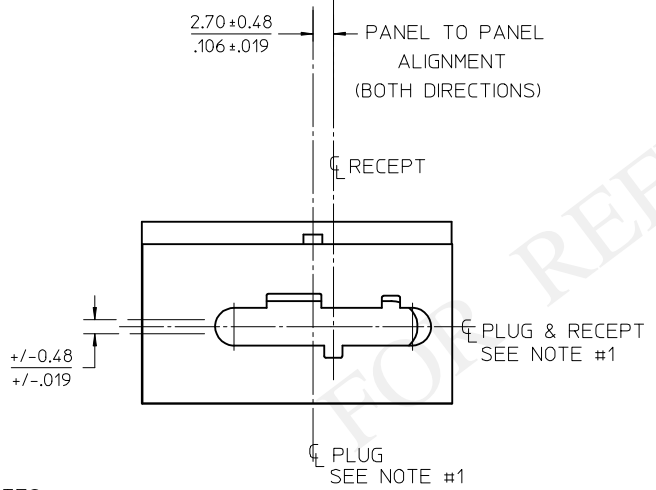 2.70 ±0.48
.106 ±.019
PANEL TO PANEL
ALIGNMENT
(BOTH DIRECTIONS)
℄ RECEPT
℄ PLUG & RECEPT
SEE NOTE #1
+/-0.48
+/-.019
℄ PLUG
SEE NOTE #1
FOR